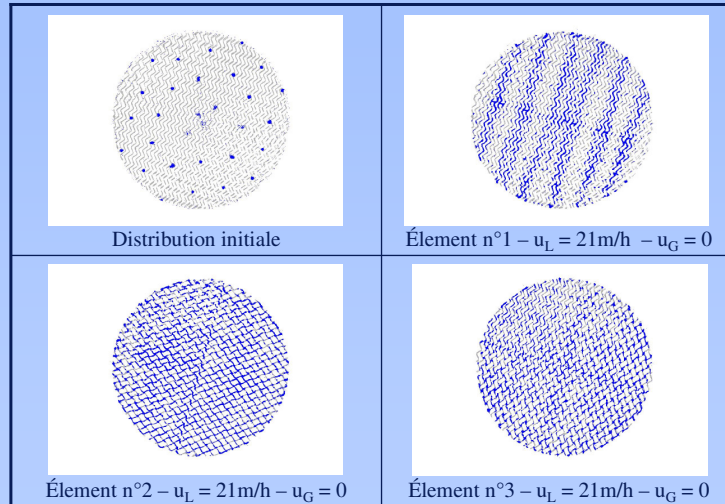 Distribution initiale
Élement n°1 – u_L = 21m/h – u_G = 0
Élement n°2 – u_L = 21m/h – u_G = 0
Élement n°3 – u_L = 21m/h – u_G = 0